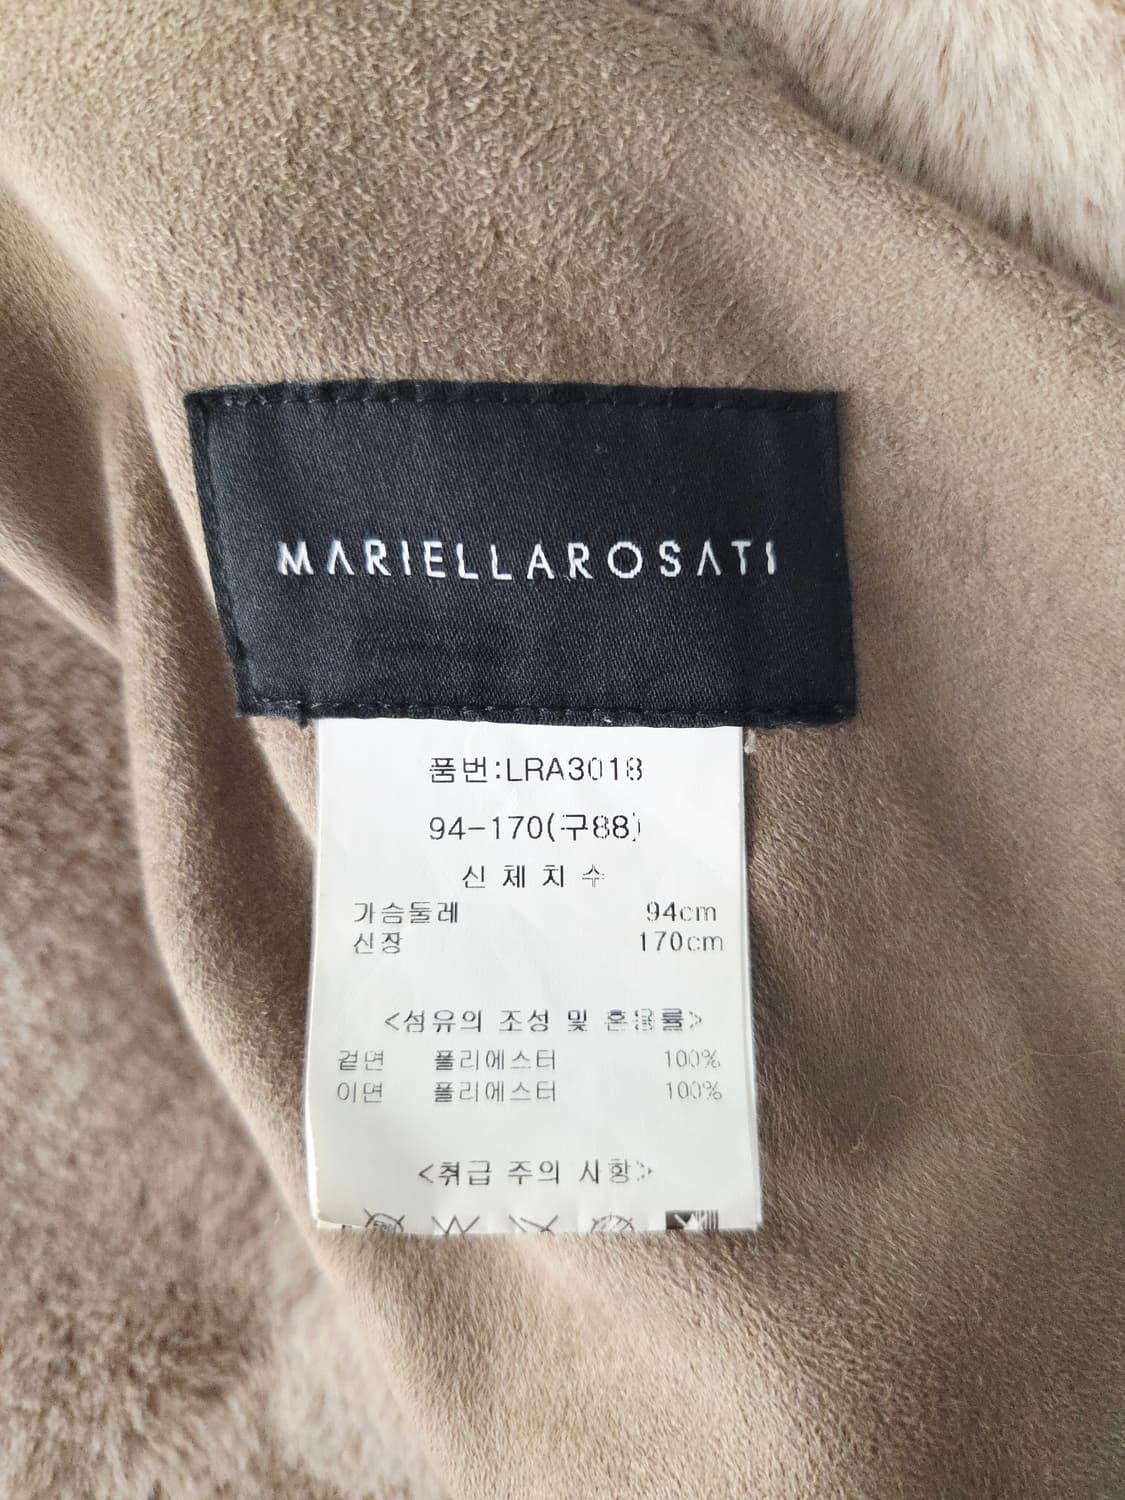 MARIELLAROSATI
품번:LRA3018
94-170(구88)
신체치수
가슴둘레 94cm
신장 170cm
<섬유의 조성 및 혼용률>
겉면 폴리에스터 100%
이면 폴리에스터 100%
<취급 주의 사항>